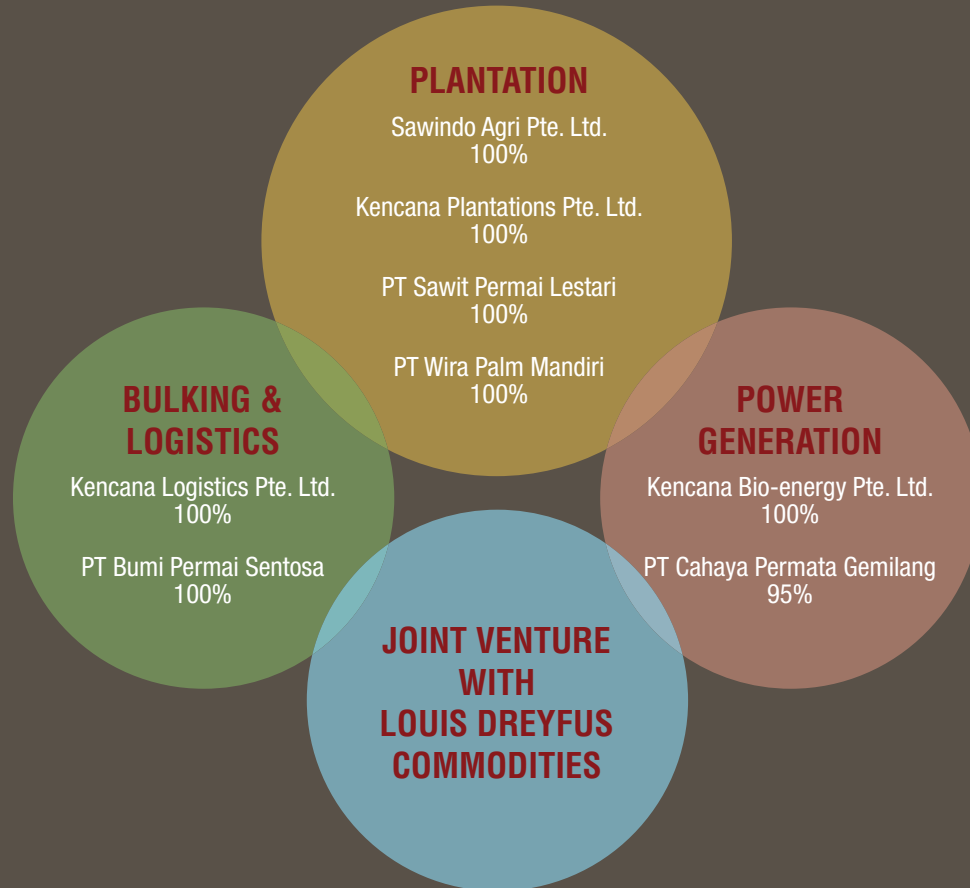 PLANTATION
Sawindo Agri Pte. Ltd.
100%
Kencana Plantations Pte. Ltd.
100%
PT Sawit Permai Lestari
100%
PT Wira Palm Mandiri
100%
BULKING &
LOGISTICS
Kencana Logistics Pte. Ltd.
100%
PT Bumi Permai Sentosa
100%
POWER
GENERATION
Kencana Bio-energy Pte. Ltd.
100%
PT Cahaya Permata Gemilang
95%
JOINT VENTURE
WITH
LOUIS DREYFUS
COMMODITIES